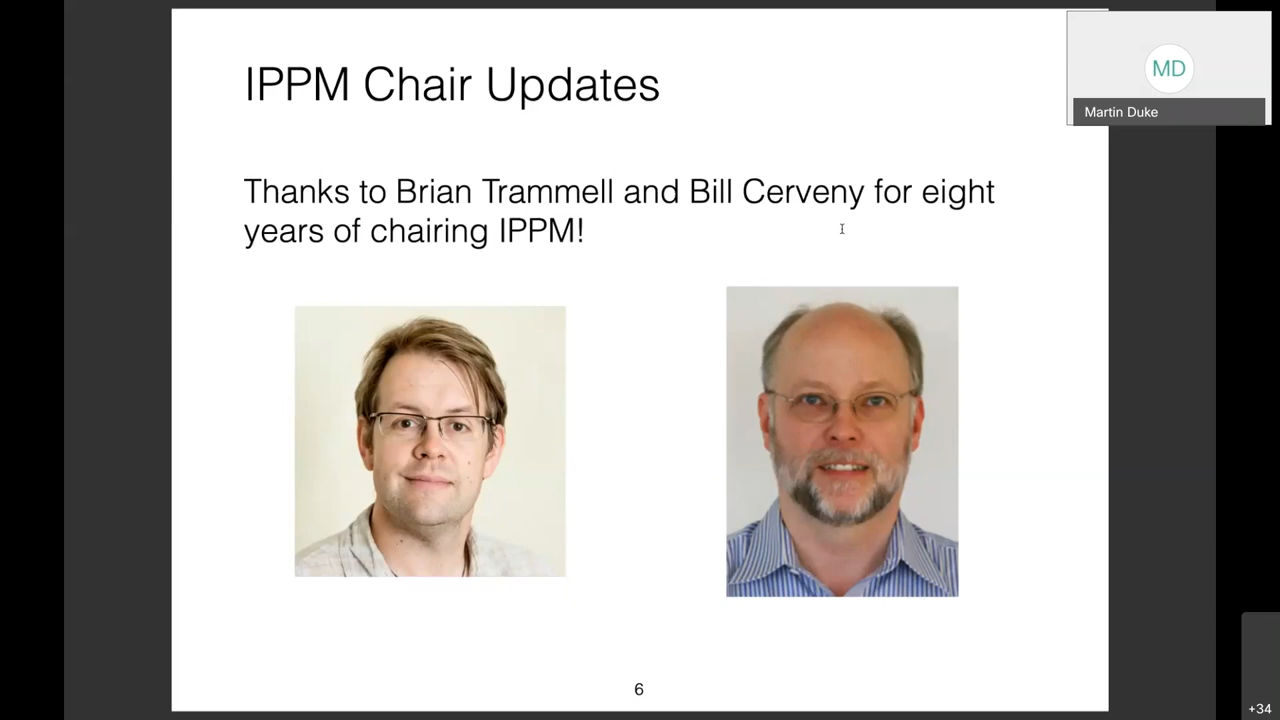 IPPM Chair Updates
MD
Martin Duke
Thanks to Brian Trammell and Bill Cerveny for eight
years of chairing IPPM!
6
+34